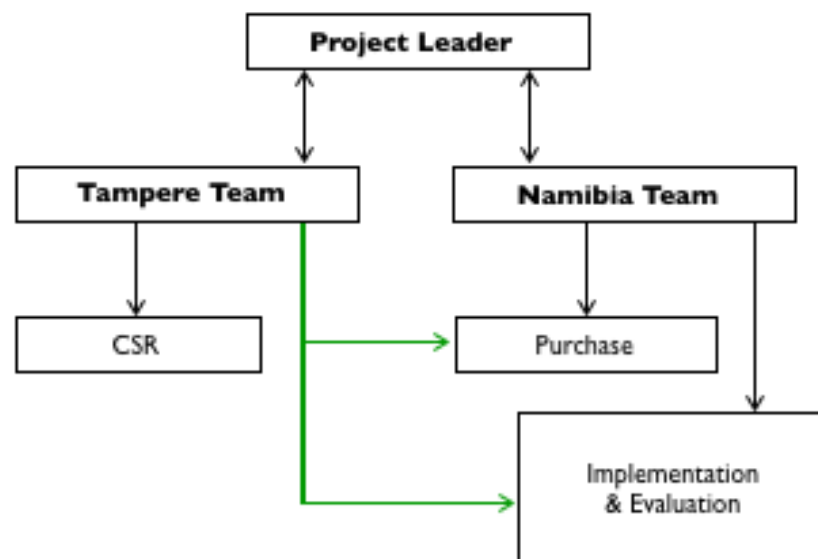 Project Leader
Tampere Team
Namibia Team
CSR
Purchase
Implementation
& Evaluation